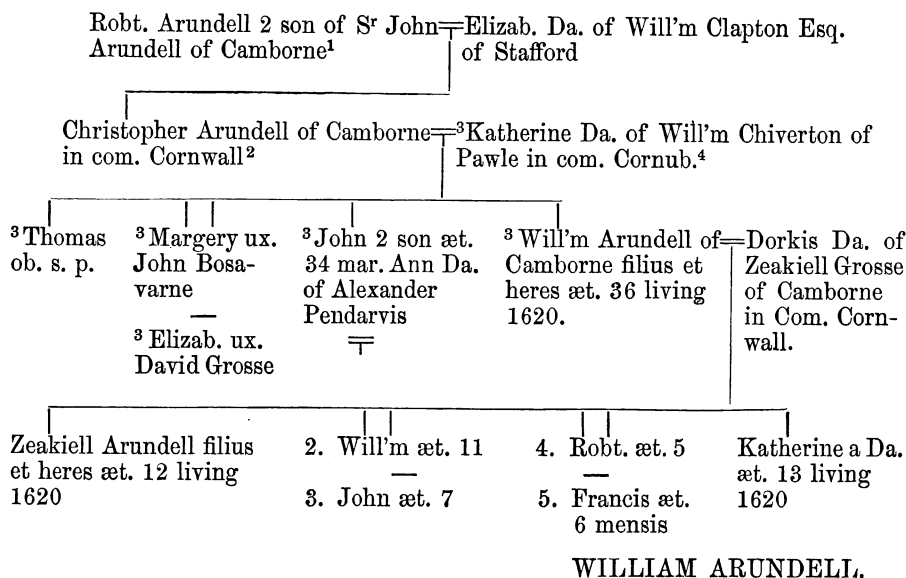 Robt. Arundell 2 son of Sʳ John=Elizab. Da. of Will'm Clapton Esq.
Arundell of Camborne¹ of Stafford
Christopher Arundell of Camborne=³Katherine Da. of Will'm Chiverton of
in com. Cornwall² Pawle in com. Cornub.⁴
³Thomas
ob. s. p.
³Margery ux.
John Bosa-
varne
—
³Elizab. ux.
David Grosse
³John 2 son æt.
34 mar. Ann Da.
of Alexander
Pendarvis
³Will'm Arundell of
Camborne filius et
heres æt. 36 living
1620.
=Dorkis Da. of
Zeakiell Grosse
of Camborne
in Com. Corn-
wall.
Zeakiell Arundell filius
et heres æt. 12 living
1620
2. Will'm æt. 11
—
3. John æt. 7
4. Robt. æt. 5
—
5. Francis æt.
6 mensis
Katherine a Da.
æt. 13 living
1620
WILLIAM ARUNDELL.